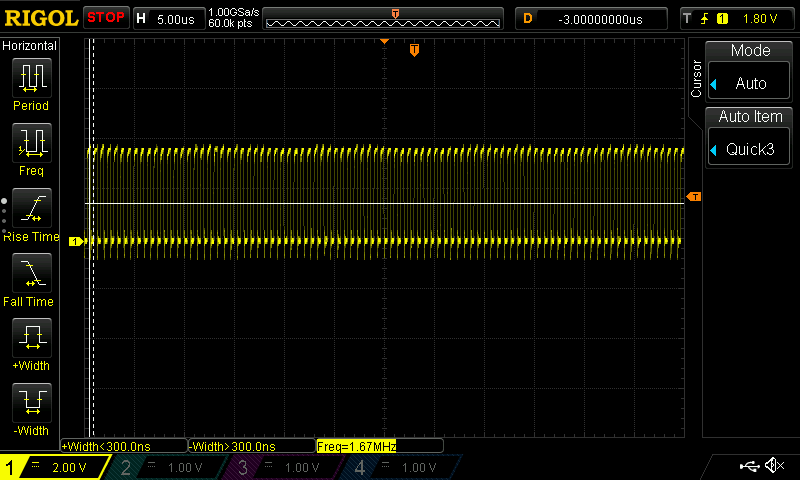 RIGOL STOP H 5.00us 1.00GSa/s 60.0k pts T D -3.00000000us T 1 1.80 V
Horizontal
Period
Freq
Rise Time
Fall Time
+Width
-Width
T
1
T
Cursor
Mode
Auto
Auto Item
Quick3
+Width<300.0ns -Width>300.0ns Freq=1.67MHz
1 2.00 V 2 1.00 V 3 1.00 V 4 1.00 V